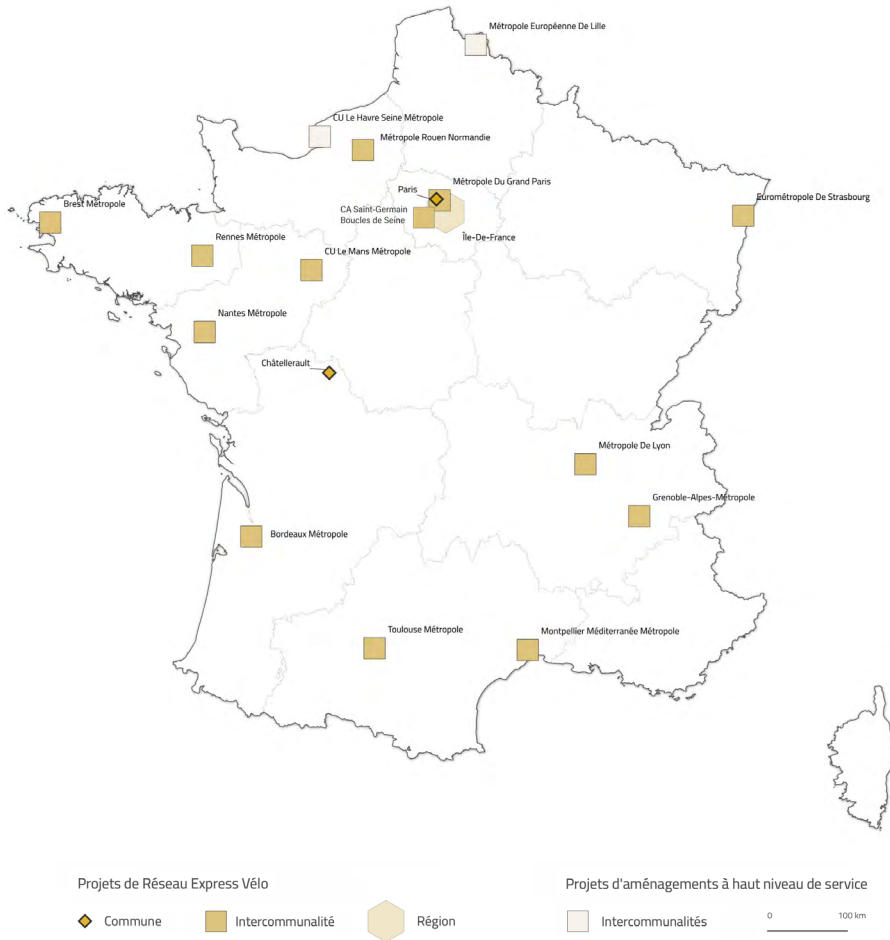 Métropole Européenne De Lille
CU Le Havre Seine Métropole
Métropole Rouen Normandie
Paris
Métropole Du Grand Paris
CA Saint-Germain
Boucles de Seine
Île-De-France
Eurométropole De Strasbourg
Brest Métropole
Rennes Métropole
CU Le Mans Métropole
Nantes Métropole
Châtellerault
Métropole De Lyon
Grenoble-Alpes-Métropole
Bordeaux Métropole
Toulouse Métropole
Montpellier Méditerranée Métropole
Projets de Réseau Express Vélo
Commune
Intercommunalité
Région
Projets d'aménagements à haut niveau de service
Intercommunalités
0
100 km